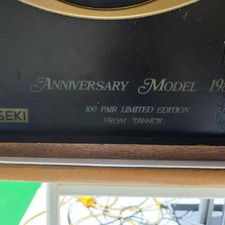 ANNIVERSARY MODEL 19
100 PAIR LIMITED EDITION
FROM TANNOY
SEKI